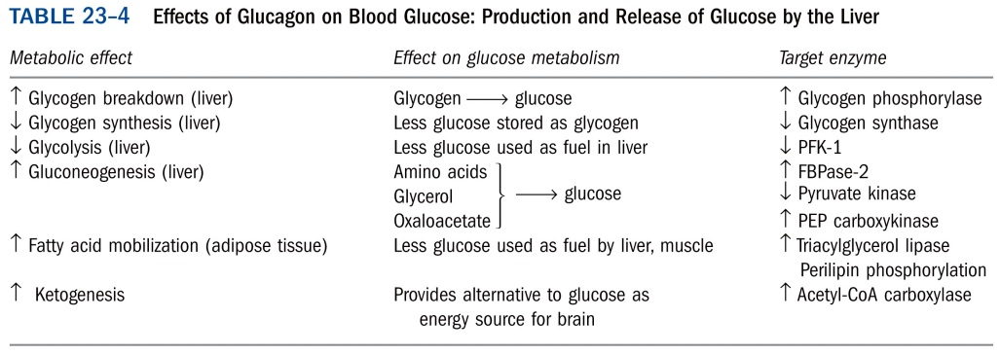 TABLE 23–4 Effects of Glucagon on Blood Glucose: Production and Release of Glucose by the Liver
Metabolic effect Effect on glucose metabolism Target enzyme
↑ Glycogen breakdown (liver) Glycogen ⟶ glucose ↑ Glycogen phosphorylase
↓ Glycogen synthesis (liver) Less glucose stored as glycogen ↓ Glycogen synthase
↓ Glycolysis (liver) Less glucose used as fuel in liver ↓ PFK-1
↑ Gluconeogenesis (liver) Amino acids ↑ FBPase-2
Glycerol ⟶ glucose ↓ Pyruvate kinase
Oxaloacetate ↑ PEP carboxykinase
↑ Fatty acid mobilization (adipose tissue) Less glucose used as fuel by liver, muscle ↑ Triacylglycerol lipase
Perilipin phosphorylation
↑ Ketogenesis Provides alternative to glucose as ↑ Acetyl-CoA carboxylase
energy source for brain